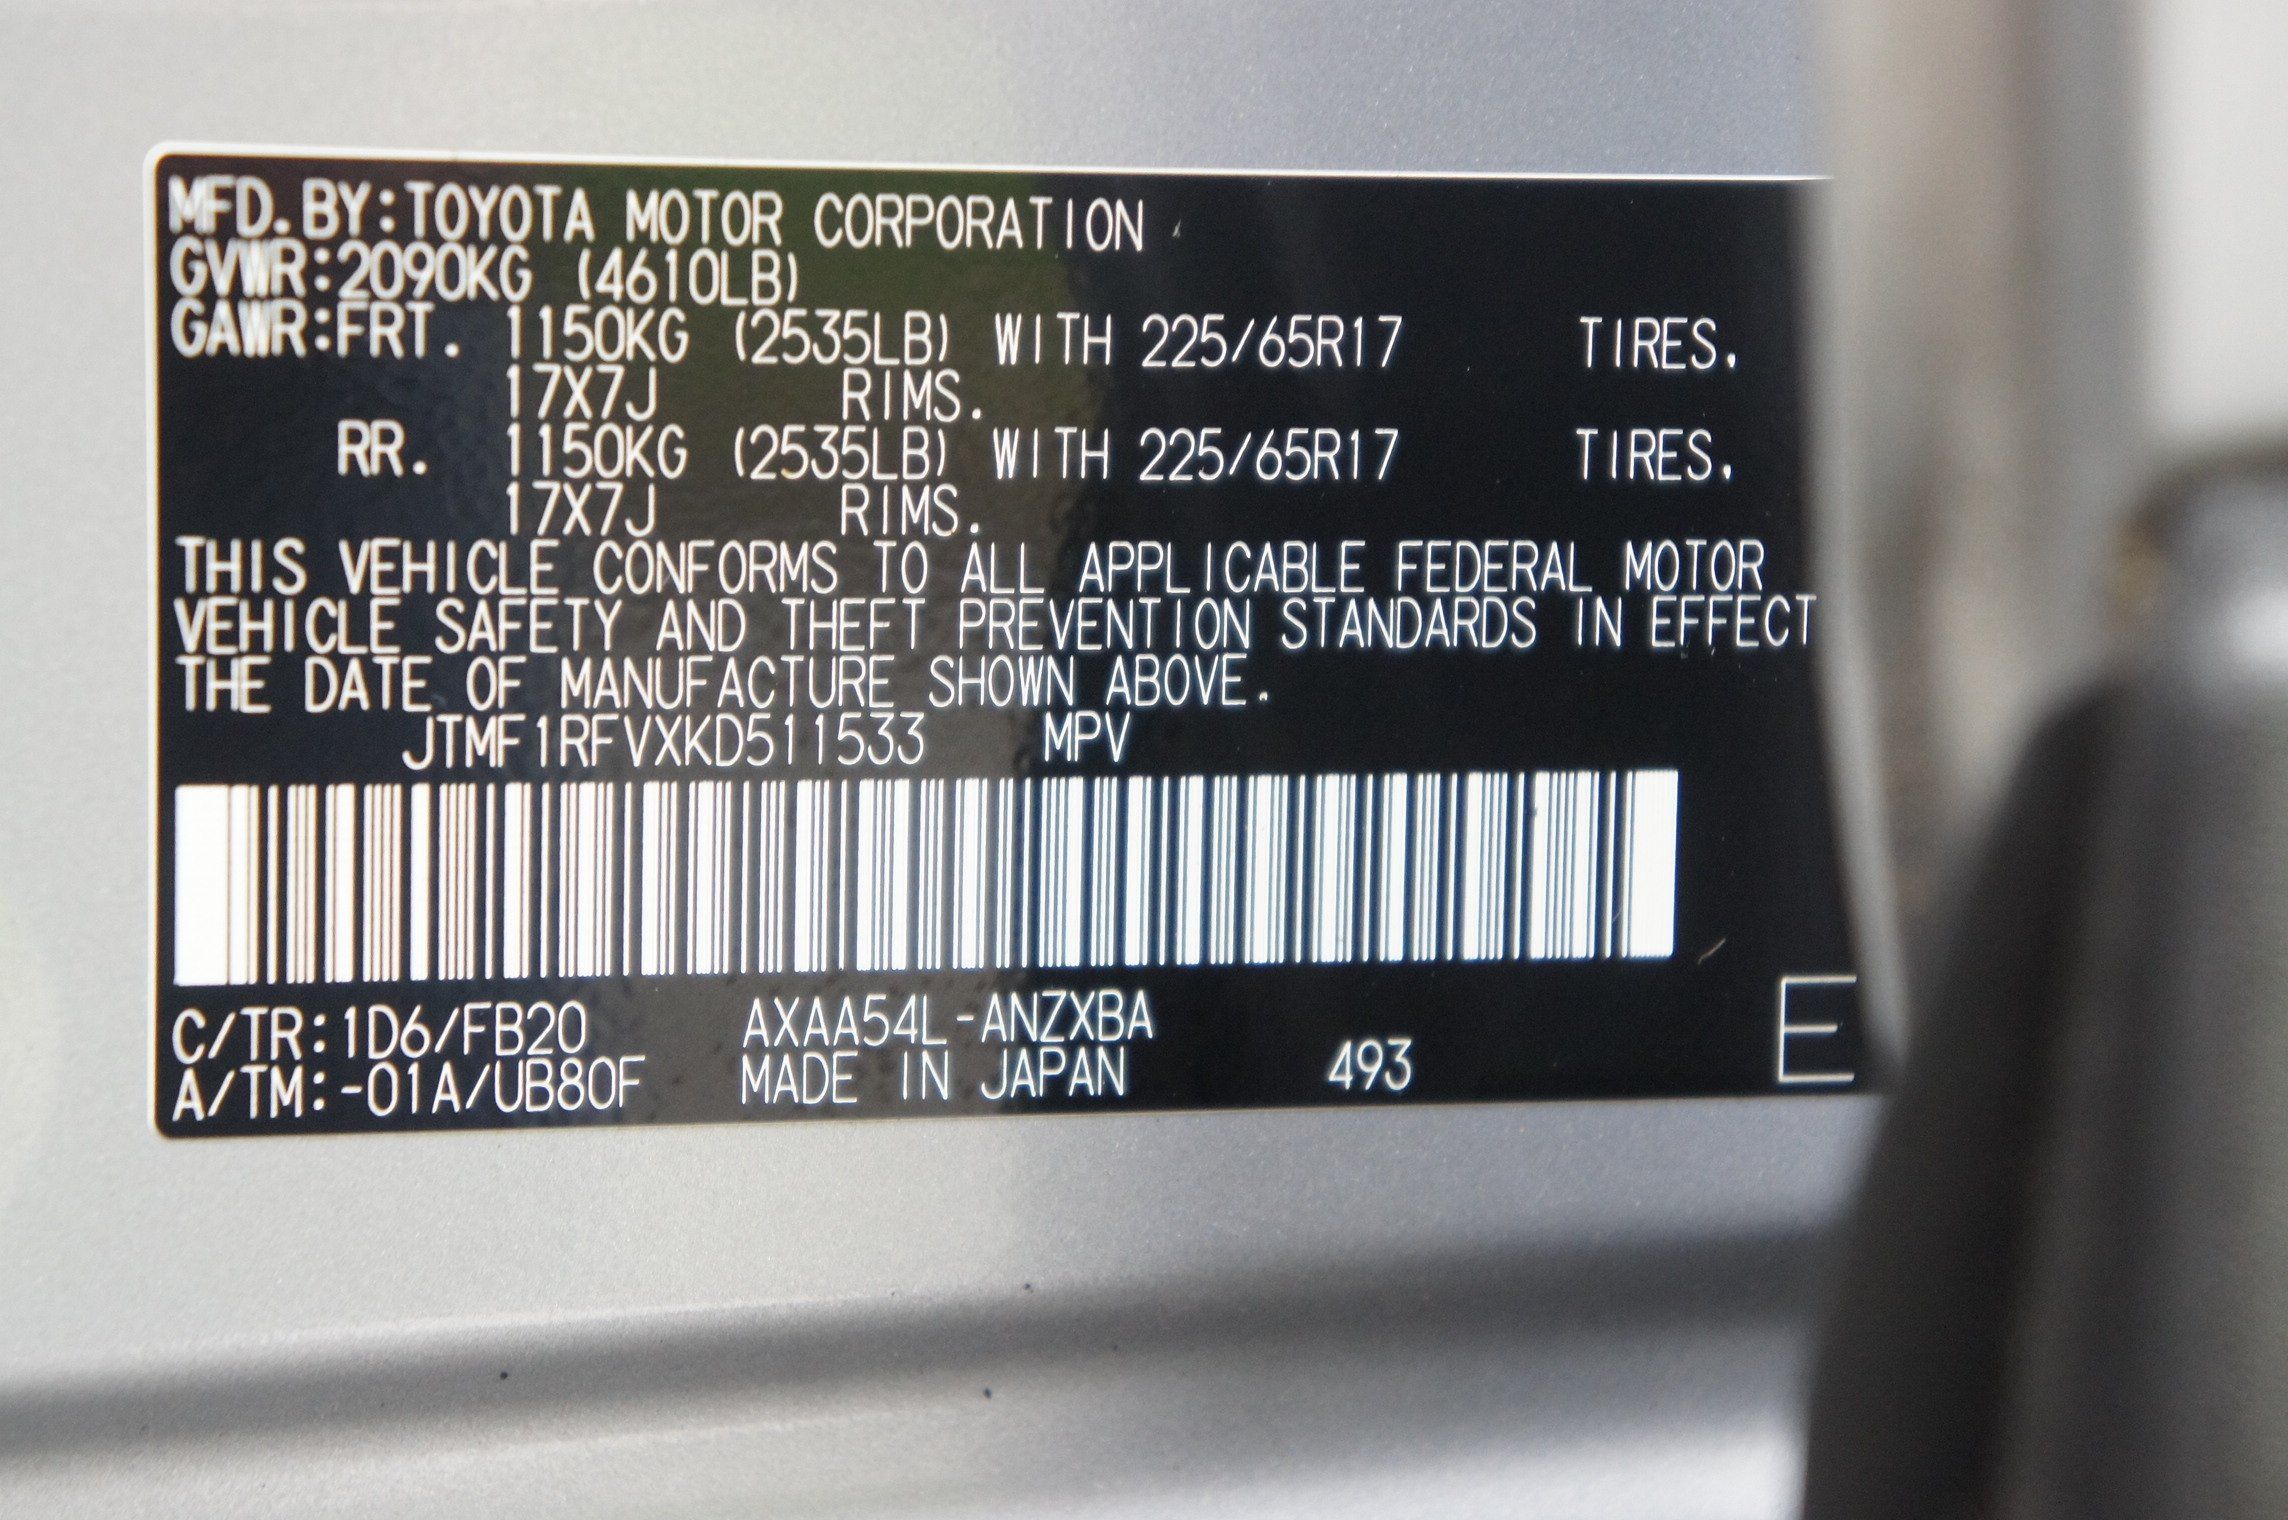 MFD.BY:TOYOTA MOTOR CORPORATION
GVWR:2090KG (4610LB)
GAWR:FRT. 1150KG (2535LB) WITH 225/65R17 TIRES.
17X7J RIMS.
RR. 1150KG (2535LB) WITH 225/65R17 TIRES.
17X7J RIMS.
THIS VEHICLE CONFORMS TO ALL APPLICABLE FEDERAL MOTOR
VEHICLE SAFETY AND THEFT PREVENTION STANDARDS IN EFFECT
THE DATE OF MANUFACTURE SHOWN ABOVE.
JTMF1RFVXKD511533 MPV
C/TR:1D6/FB20 AXAA54L-ANZXBA
A/TM:-01A/UB80F MADE IN JAPAN 493
E